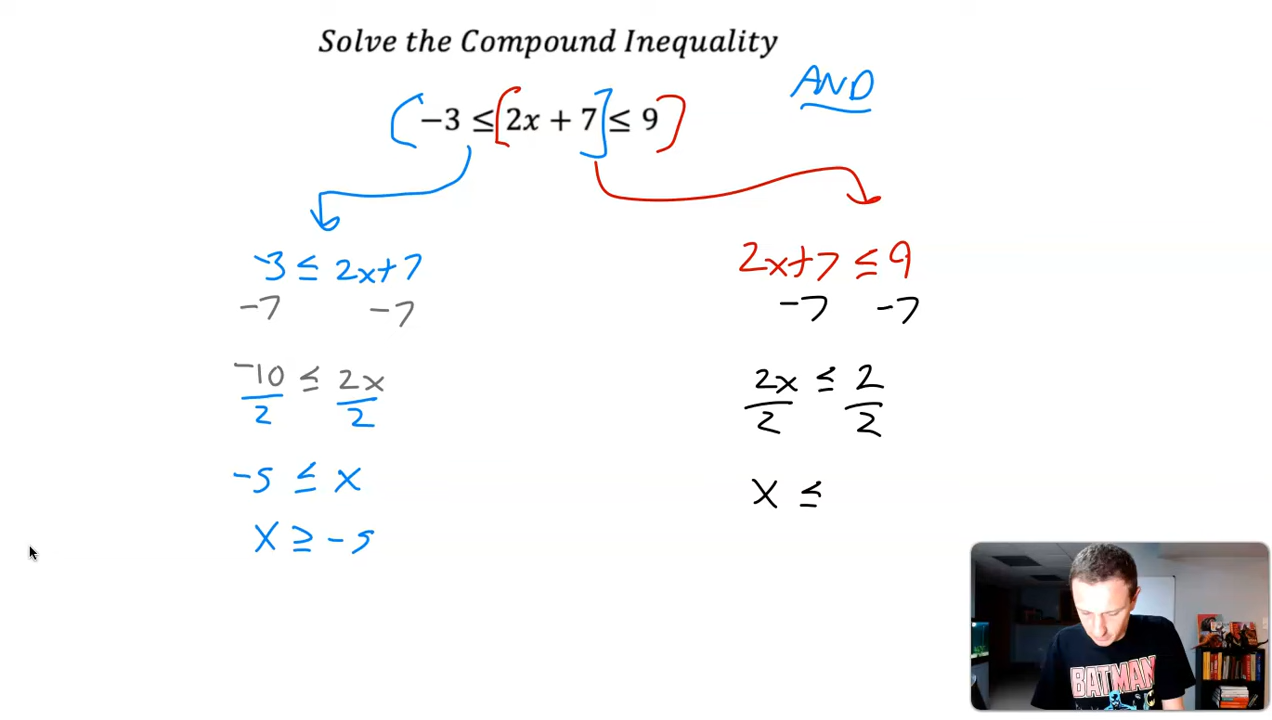 Solve the Compound Inequality
AND
−3 ≤ 2x + 7 ≤ 9
-3 ≤ 2x+7
-7 -7
-10 ≤ 2x
2 2
-5 ≤ x
x ≥ -5
2x+7 ≤ 9
-7 -7
2x ≤ 2
2 2
x ≤
BATMAN